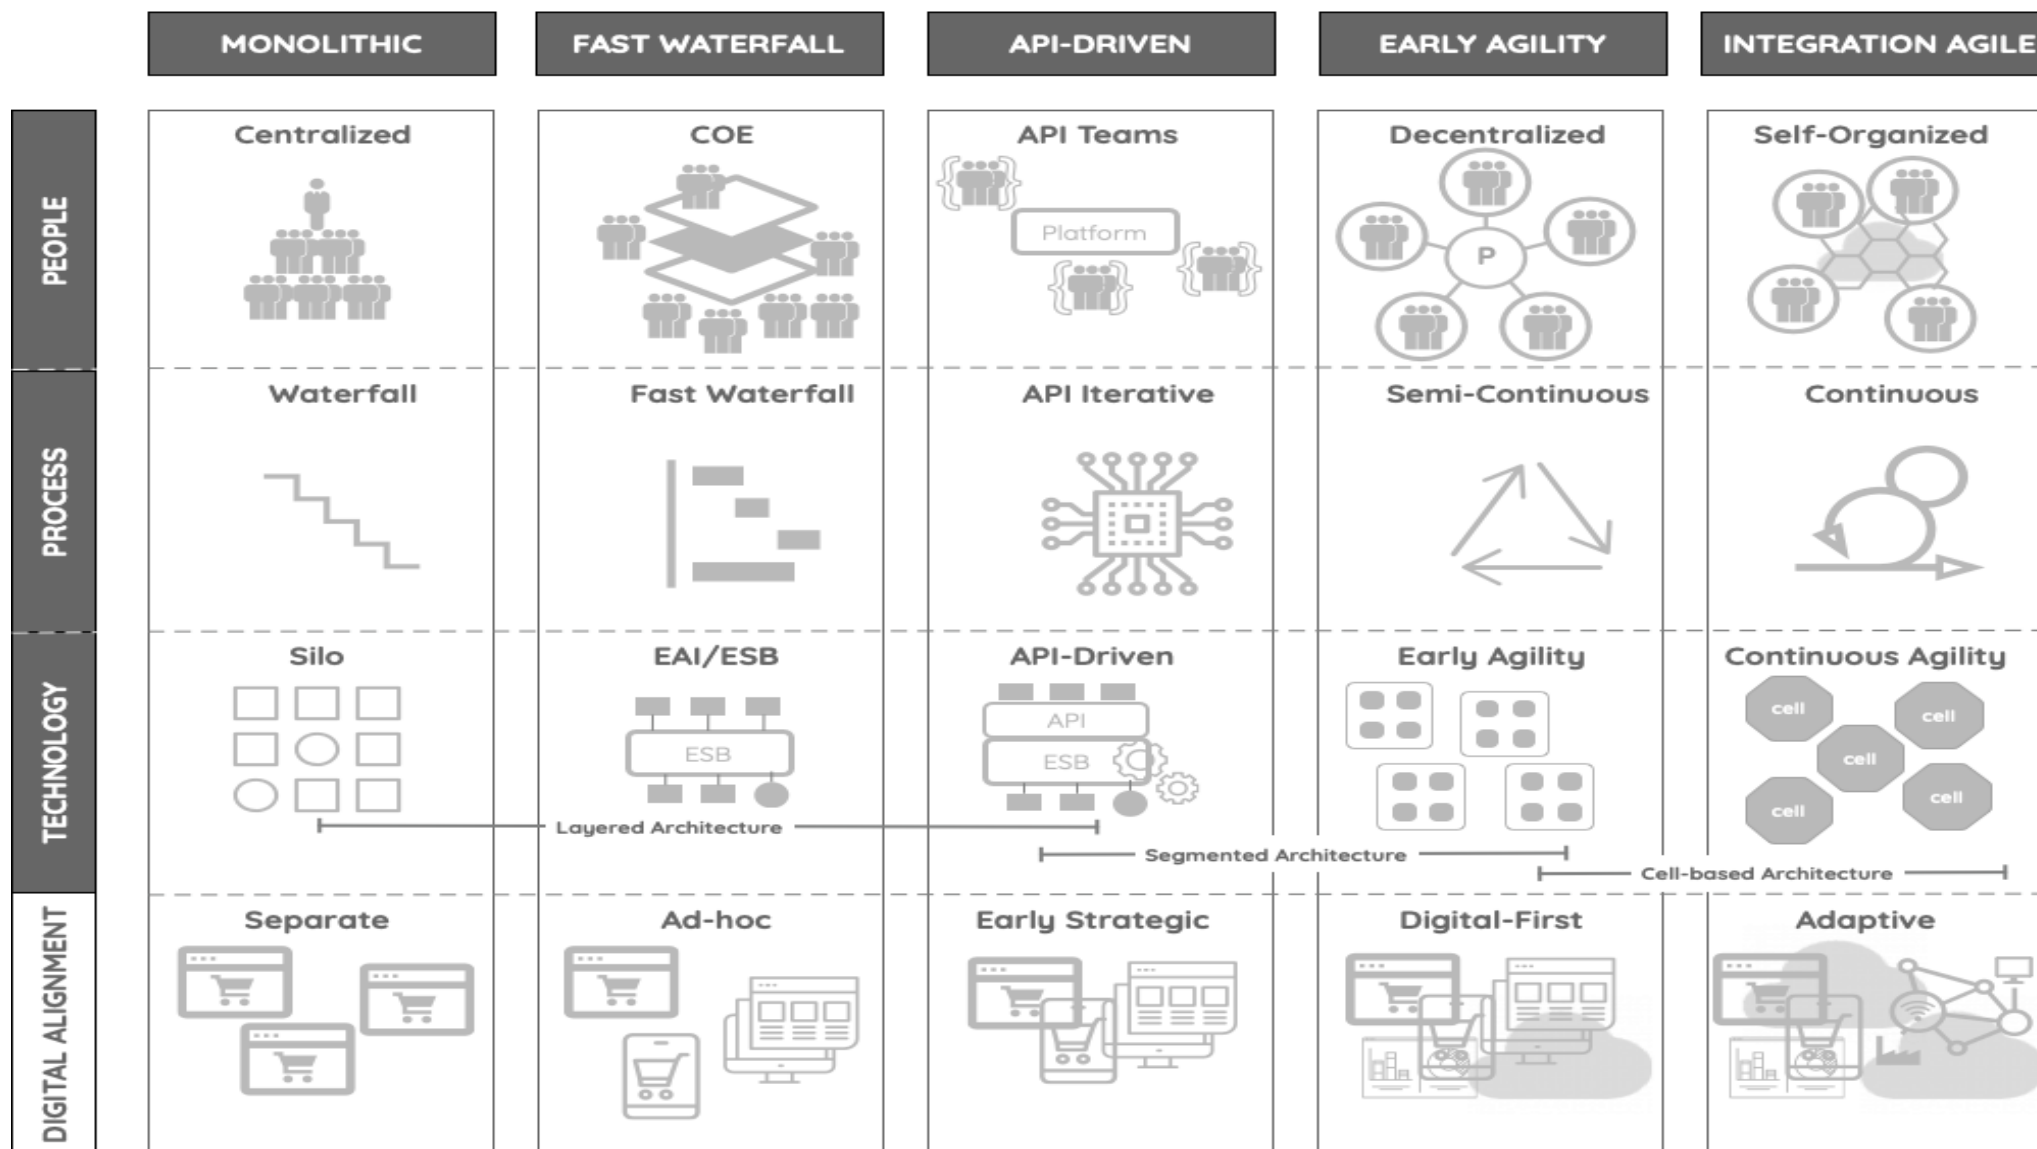 MONOLITHIC
FAST WATERFALL
API-DRIVEN
EARLY AGILITY
INTEGRATION AGILE
PEOPLE
Centralized
COE
API Teams
Platform
Decentralized
P
Self-Organized
PROCESS
Waterfall
Fast Waterfall
API Iterative
Semi-Continuous
Continuous
TECHNOLOGY
Silo
EAI/ESB
ESB
API-Driven
API
ESB
Early Agility
Continuous Agility
cell
cell
cell
cell
cell
Layered Architecture
Segmented Architecture
Cell-based Architecture
DIGITAL ALIGNMENT
Separate
Ad-hoc
Early Strategic
Digital-First
Adaptive